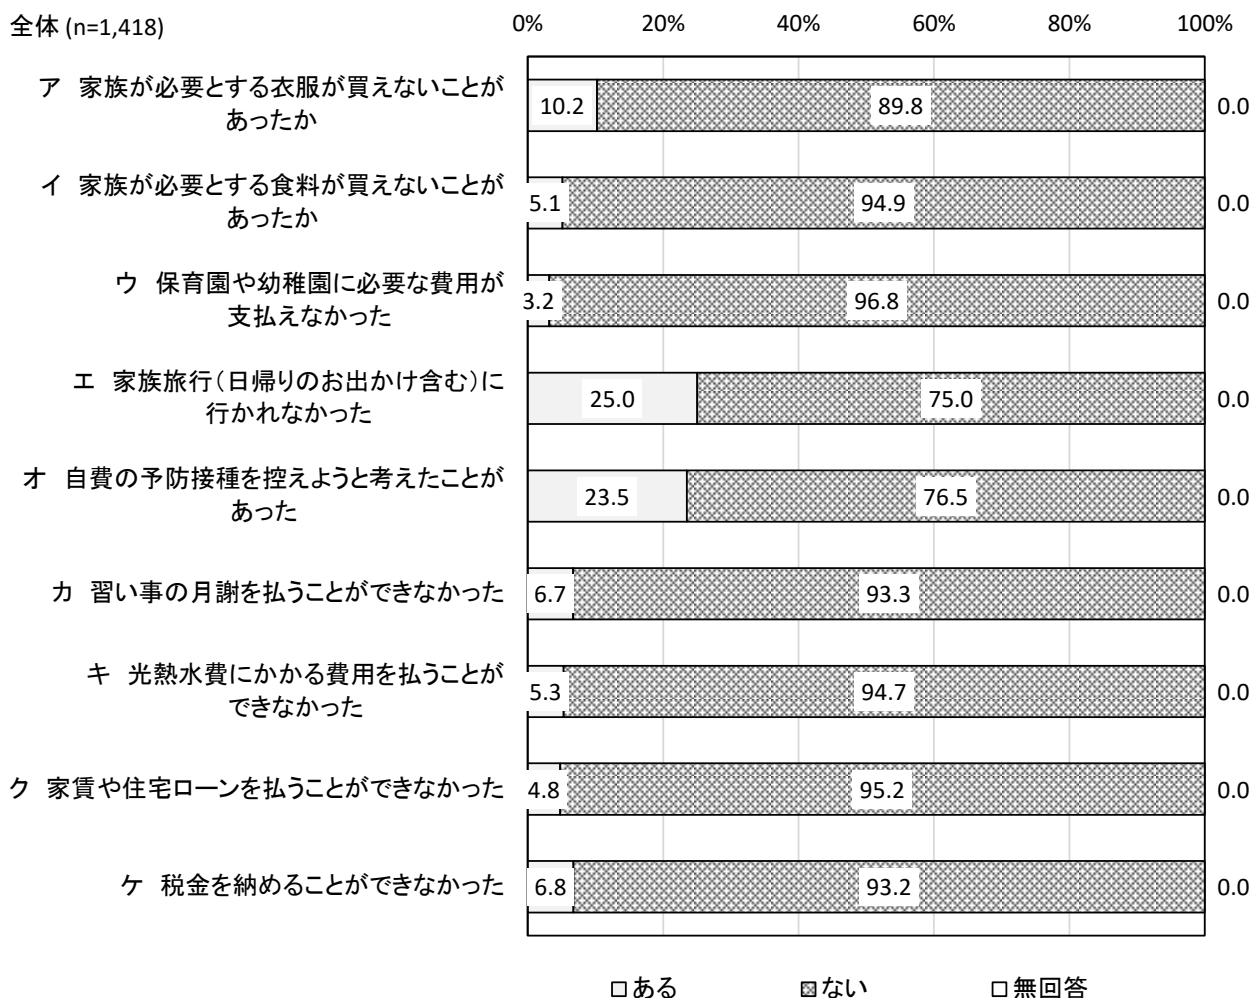 全体 (n=1,418)
0% 20% 40% 60% 80% 100%
ア 家族が必要とする衣服が買えないことが
あったか
10.2 89.8 0.0
イ 家族が必要とする食料が買えないことが
あったか
5.1 94.9 0.0
ウ 保育園や幼稚園に必要な費用が
支払えなかった
3.2 96.8 0.0
エ 家族旅行(日帰りのお出かけ含む)に
行かれなかった
25.0 75.0 0.0
オ 自費の予防接種を控えようと考えたことが
あった
23.5 76.5 0.0
カ 習い事の月謝を払うことができなかった
6.7 93.3 0.0
キ 光熱水費にかかる費用を払うことが
できなかった
5.3 94.7 0.0
ク 家賃や住宅ローンを払うことができなかった
4.8 95.2 0.0
ケ 税金を納めることができなかった
6.8 93.2 0.0
ある ない 無回答